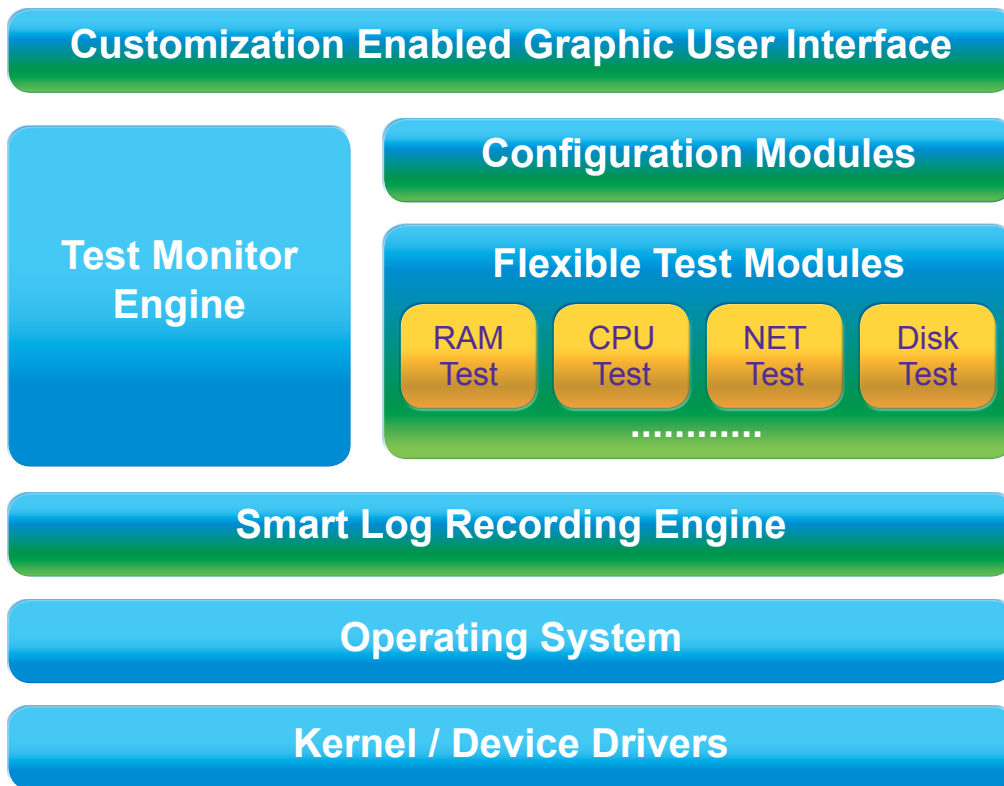 Customization Enabled Graphic User Interface
Test Monitor
Engine
Configuration Modules
Flexible Test Modules
RAM
Test
CPU
Test
NET
Test
Disk
Test
............
Smart Log Recording Engine
Operating System
Kernel / Device Drivers